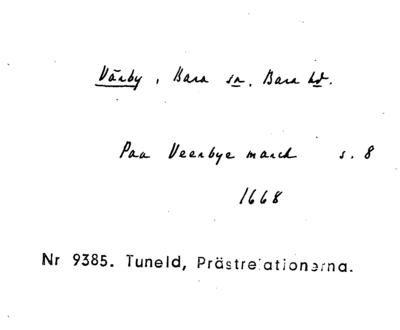 Värby, Bara sn, Bara hd.
Paa Veerbye march s. 8
1668
Nr 9385. Tuneld, Prästrelationerna.